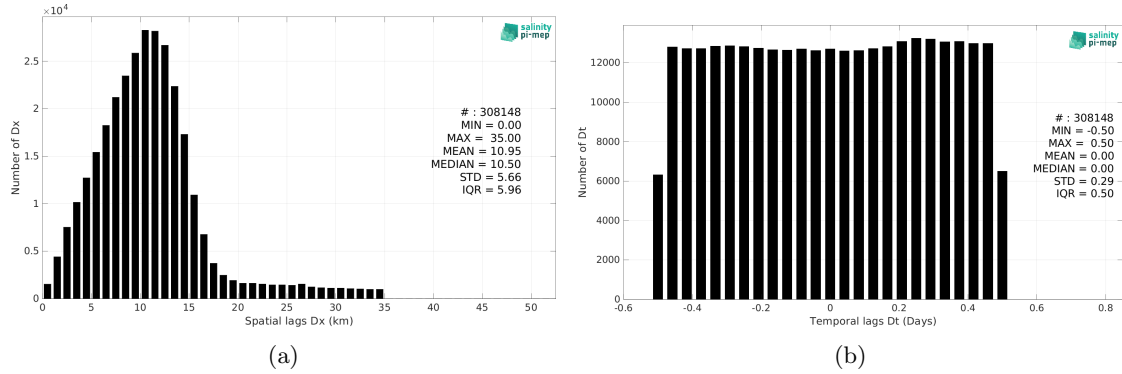 ×10⁴
2.5
2
1.5
1
0.5
0
Number of Dx
0 5 10 15 20 25 30 35 40 45 50
Spatial lags Dx (km)
salinity
pi-mep
# : 308148
MIN = 0.00
MAX = 35.00
MEAN = 10.95
MEDIAN = 10.50
STD = 5.66
IQR = 5.96
(a)
12000
10000
8000
6000
4000
2000
0
Number of Dt
-0.6 -0.4 -0.2 0 0.2 0.4 0.6 0.8
Temporal lags Dt (Days)
salinity
pi-mep
# : 308148
MIN = -0.50
MAX = 0.50
MEAN = 0.00
MEDIAN = 0.00
STD = 0.29
IQR = 0.50
(b)